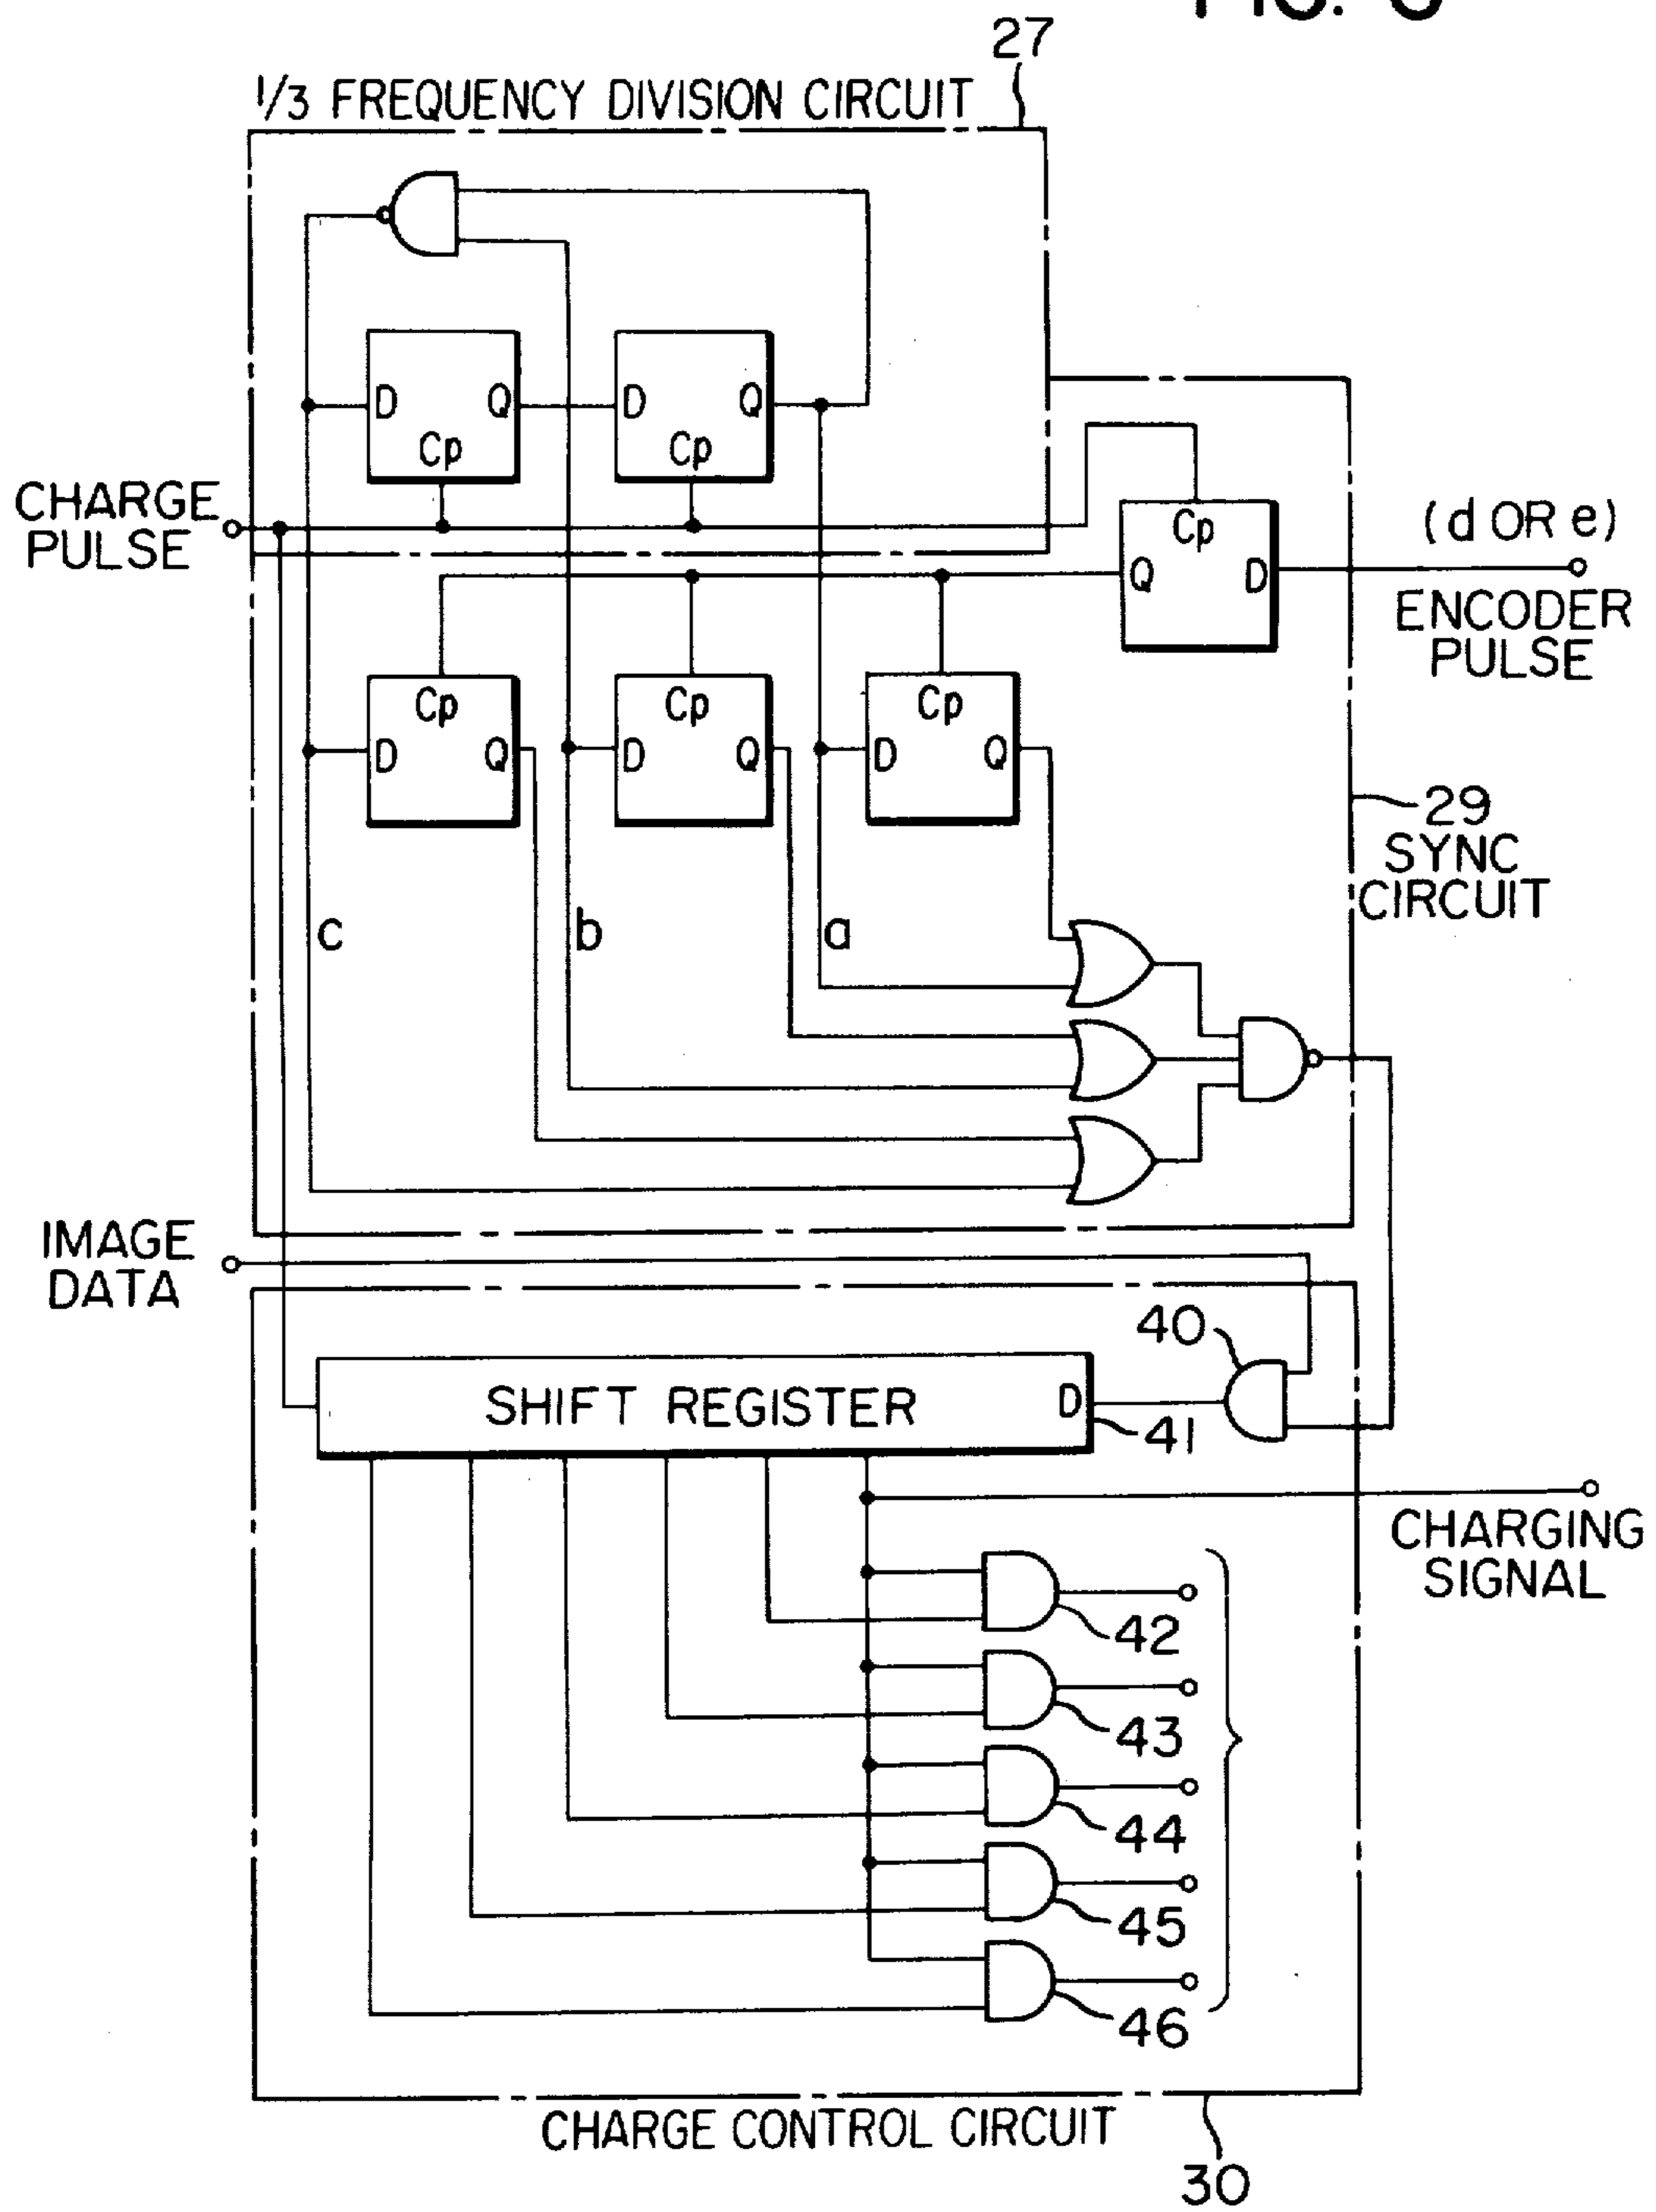 27
1/3 FREQUENCY DIVISION CIRCUIT
D Q
Cp
D Q
Cp
CHARGE
PULSE
Cp
Q D
(d OR e)
ENCODER
PULSE
Cp
D Q
Cp
D Q
Cp
D Q
29
SYNC
CIRCUIT
c
b
a
IMAGE
DATA
40
SHIFT REGISTER
D
41
CHARGING
SIGNAL
42
43
44
45
46
CHARGE CONTROL CIRCUIT
30